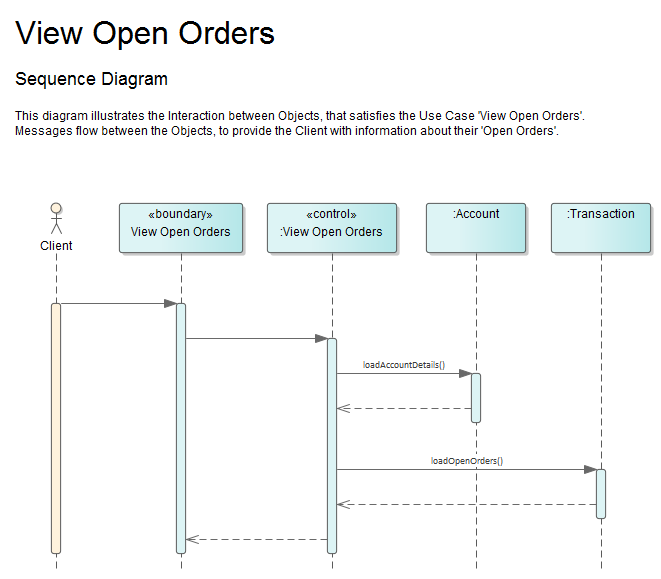 View Open Orders
Sequence Diagram
This diagram illustrates the Interaction between Objects, that satisfies the Use Case 'View Open Orders'.
Messages flow between the Objects, to provide the Client with information about their 'Open Orders'.
Client
«boundary»
View Open Orders
«control»
:View Open Orders
:Account
:Transaction
loadAccountDetails()
loadOpenOrders()